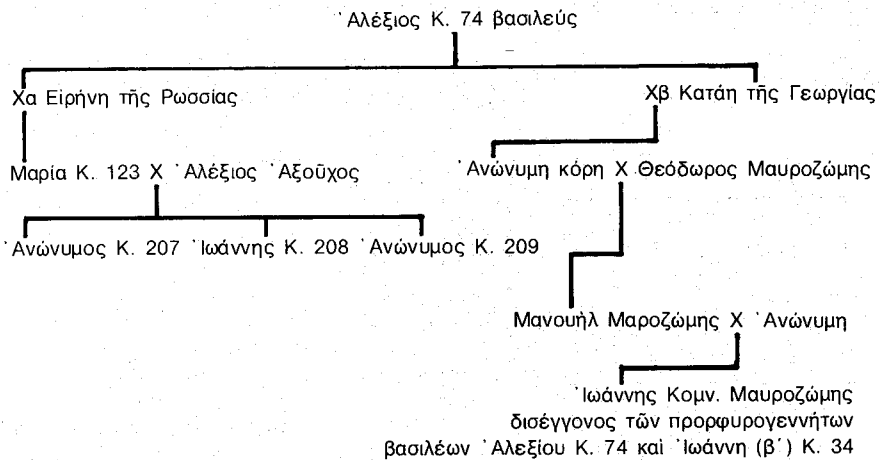 Ἀλέξιος Κ. 74 βασιλεύς
Χα Εἰρήνη τῆς Ρωσσίας Χβ Κατάη τῆς Γεωργίας
Μαρία Κ. 123 Χ Ἀλέξιος Ἀξοῦχος Ἀνώνυμη κόρη Χ Θεόδωρος Μαυροζώμης
Ἀνώνυμος Κ. 207 Ἰωάννης Κ. 208 Ἀνώνυμος Κ. 209
Μανουήλ Μαροζώμης Χ Ἀνώνυμη
Ἰωάννης Κομν. Μαυροζώμης
δισέγγονος τῶν προρφυρογεννήτων
βασιλέων Ἀλεξίου Κ. 74 καί Ἰωάννη (β΄) Κ. 34